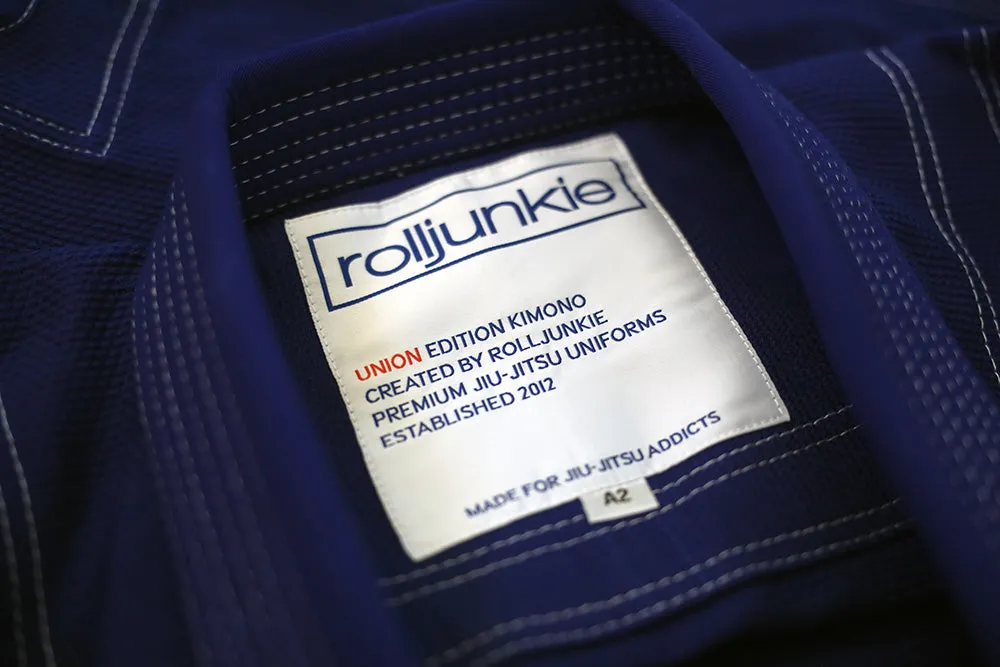 rolljunkie
UNION EDITION KIMONO
CREATED BY ROLLJUNKIE
PREMIUM JIU-JITSU UNIFORMS
ESTABLISHED 2012
MADE FOR JIU-JITSU ADDICTS
A2